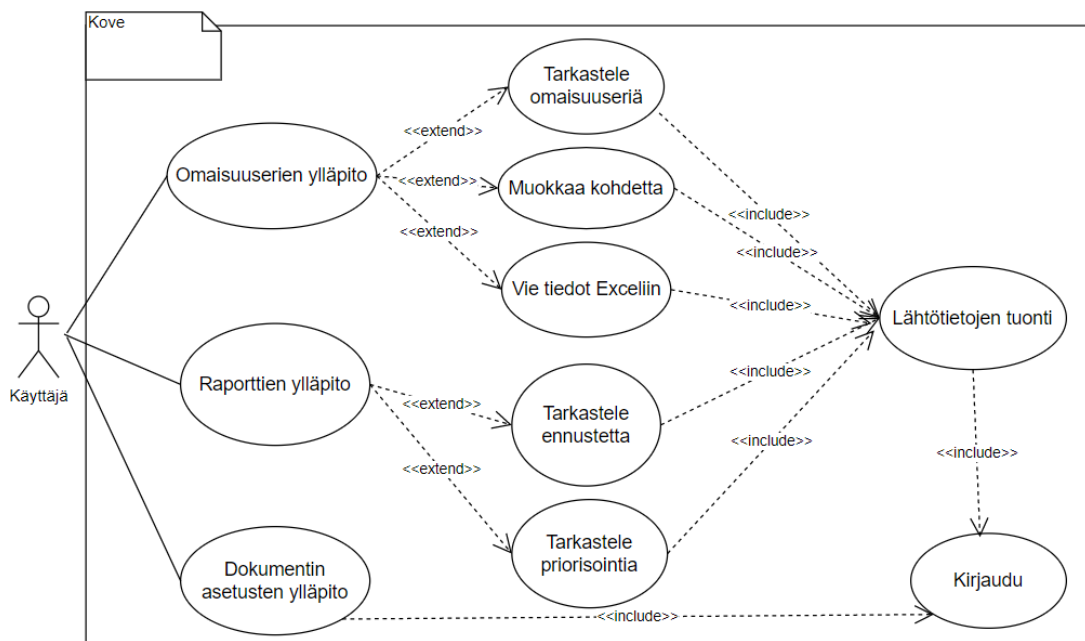 Kove
Tarkastele
omaisuuseriä
<<extend>>
Omaisuuserien ylläpito
<<extend>>
Muokkaa kohdetta
<<include>>
<<extend>>
<<include>>
Vie tiedot Exceliin
<<include>>
Lähtötietojen tuonti
Käyttäjä
Raporttien ylläpito
<<include>>
<<extend>>
Tarkastele
ennustetta
<<include>>
<<include>>
<<extend>>
Tarkastele
priorisointia
Dokumentin
asetusten ylläpito
Kirjaudu
<<include>>